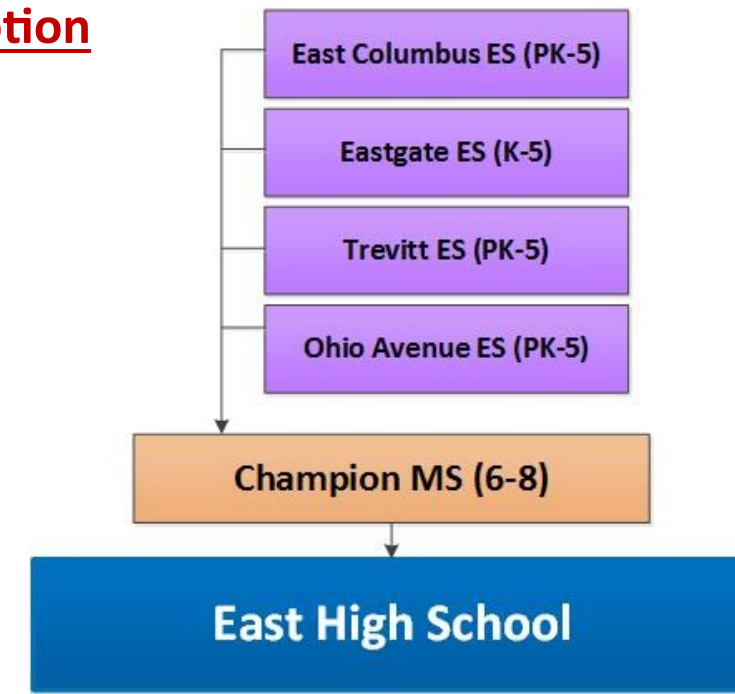 East Columbus ES (PK-5)
Eastgate ES (K-5)
Trevitt ES (PK-5)
Ohio Avenue ES (PK-5)
Champion MS (6-8)
East High School